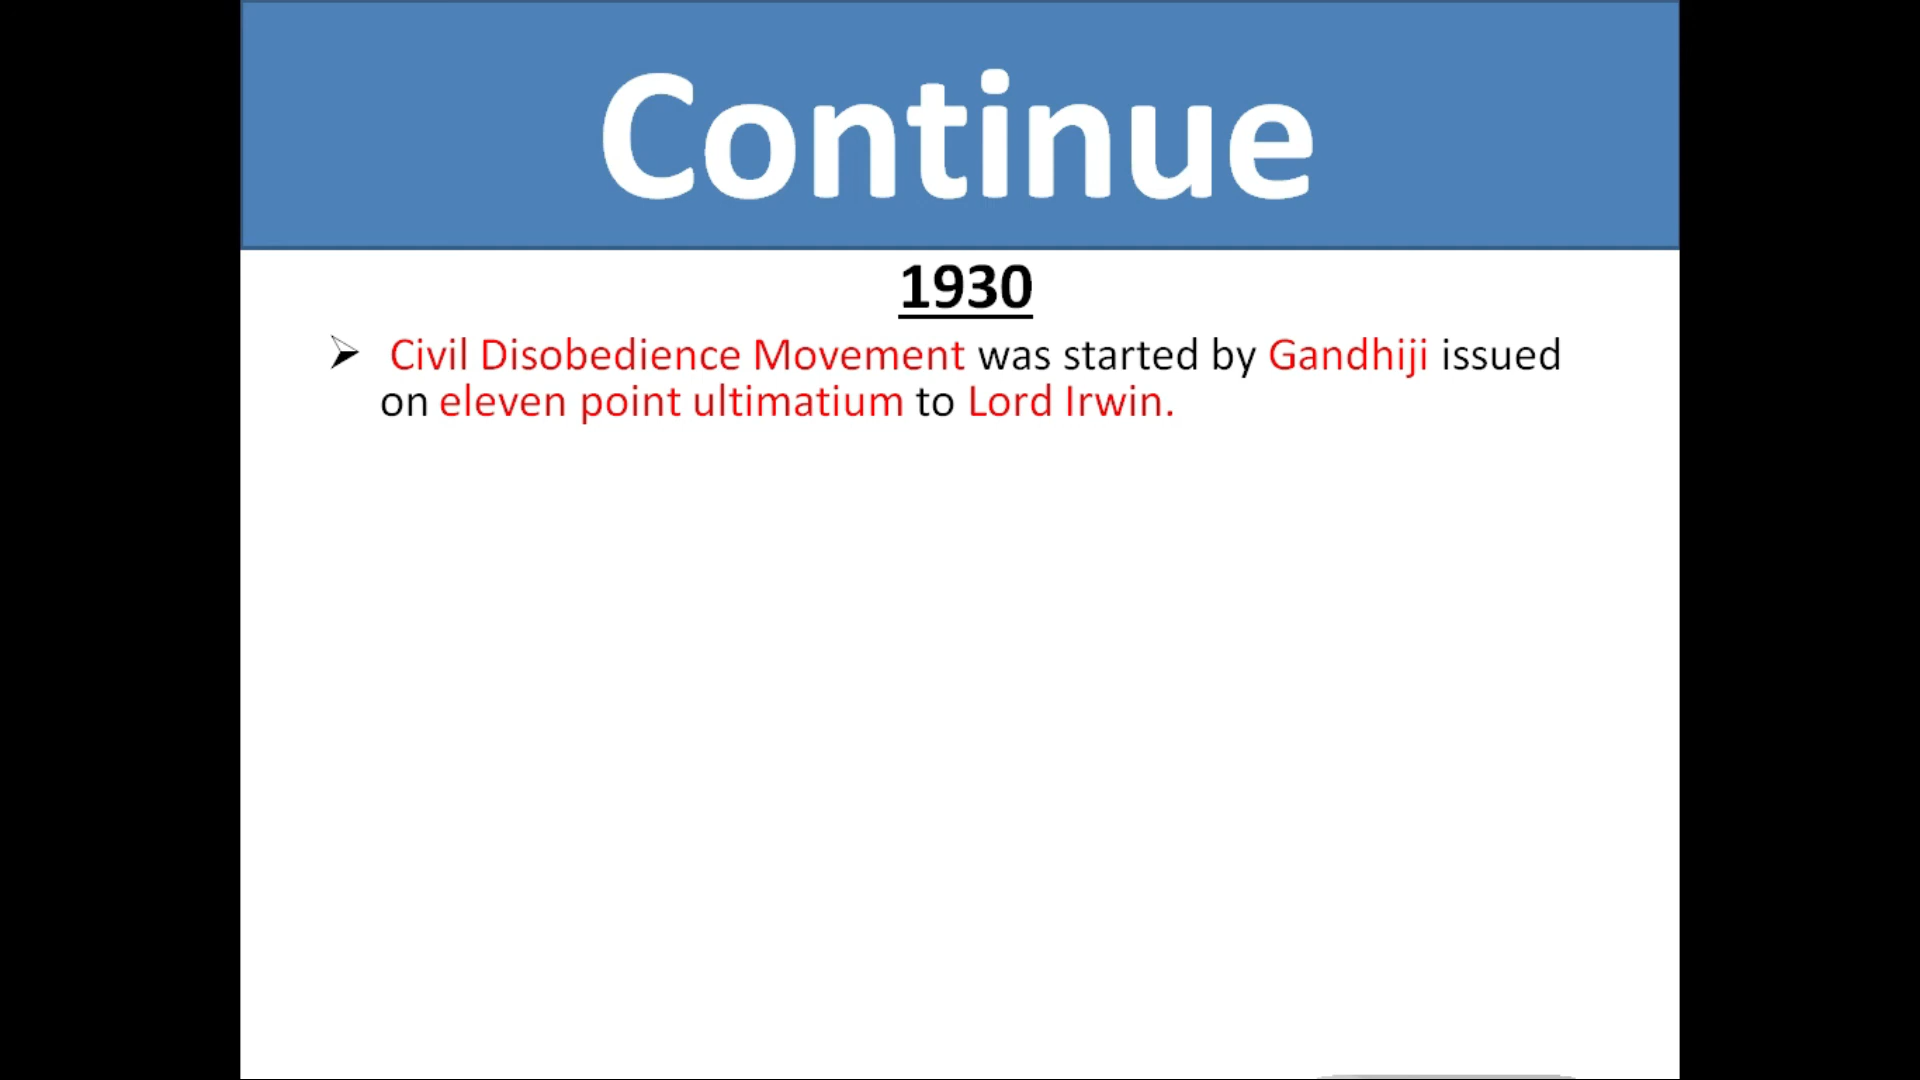 Continue
1930
➢ Civil Disobedience Movement was started by Gandhiji issued
on eleven point ultimatium to Lord Irwin.